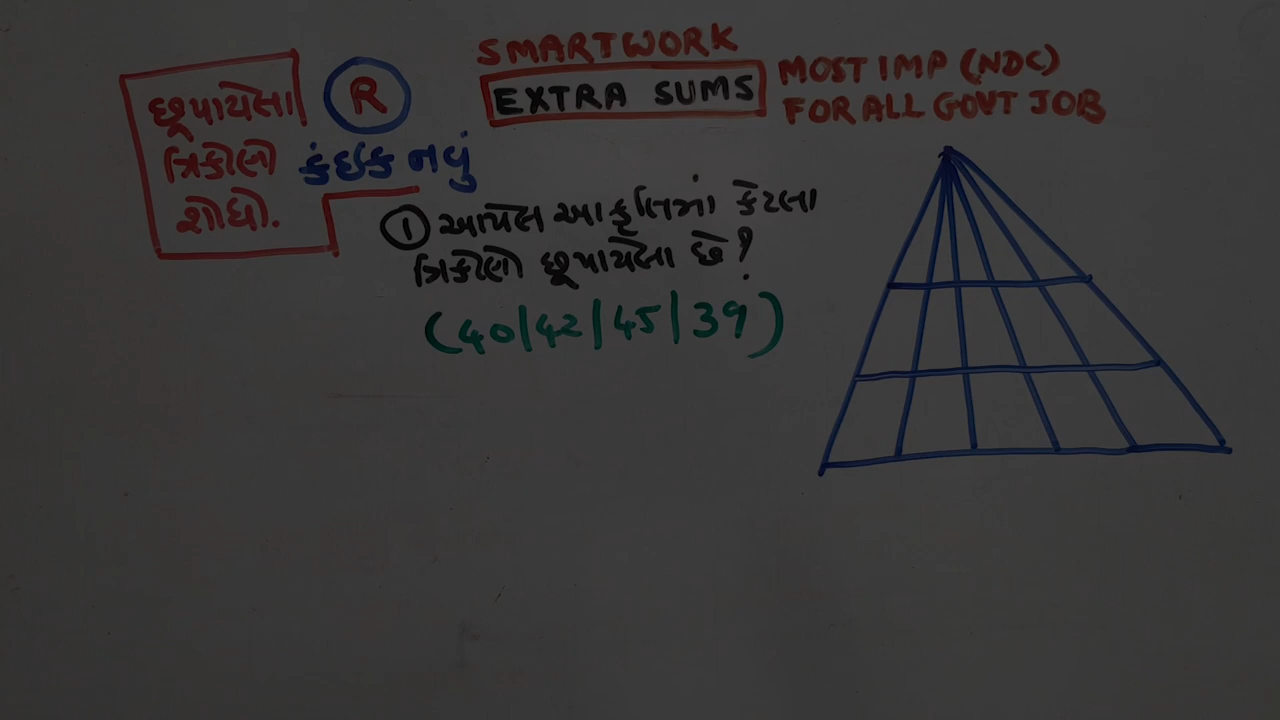 SMARTWORK
EXTRA SUMS
MOST IMP (NDC)
FOR ALL GOVT JOB
છૂપાયેલા
ત્રિકોણો
શોધો.
R
કંઈક નવું
① આપેલ આકૃતિમાં કેટલા
ત્રિકોણો છૂપાયેલા છે?
(40/42/45/39)